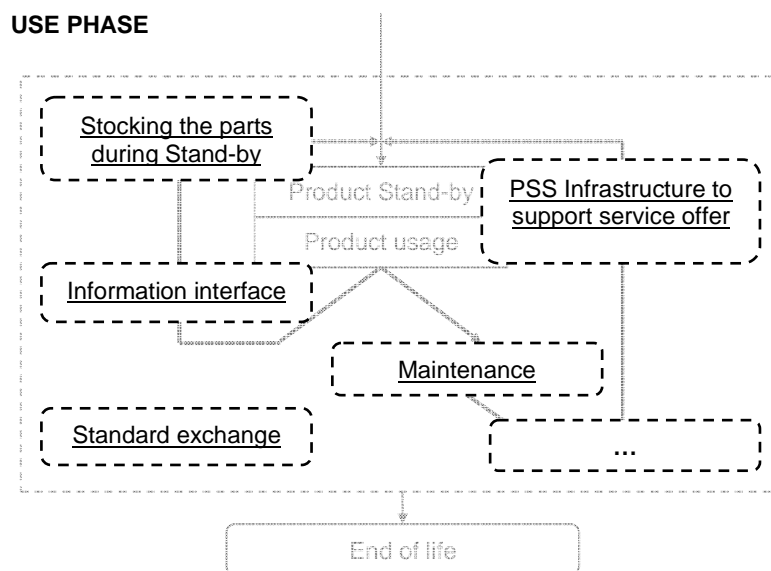 USE PHASE
Stocking the parts
during Stand-by
Product Stand-by
PSS Infrastructure to
support service offer
Product usage
Information interface
Maintenance
Standard exchange
...
End of life